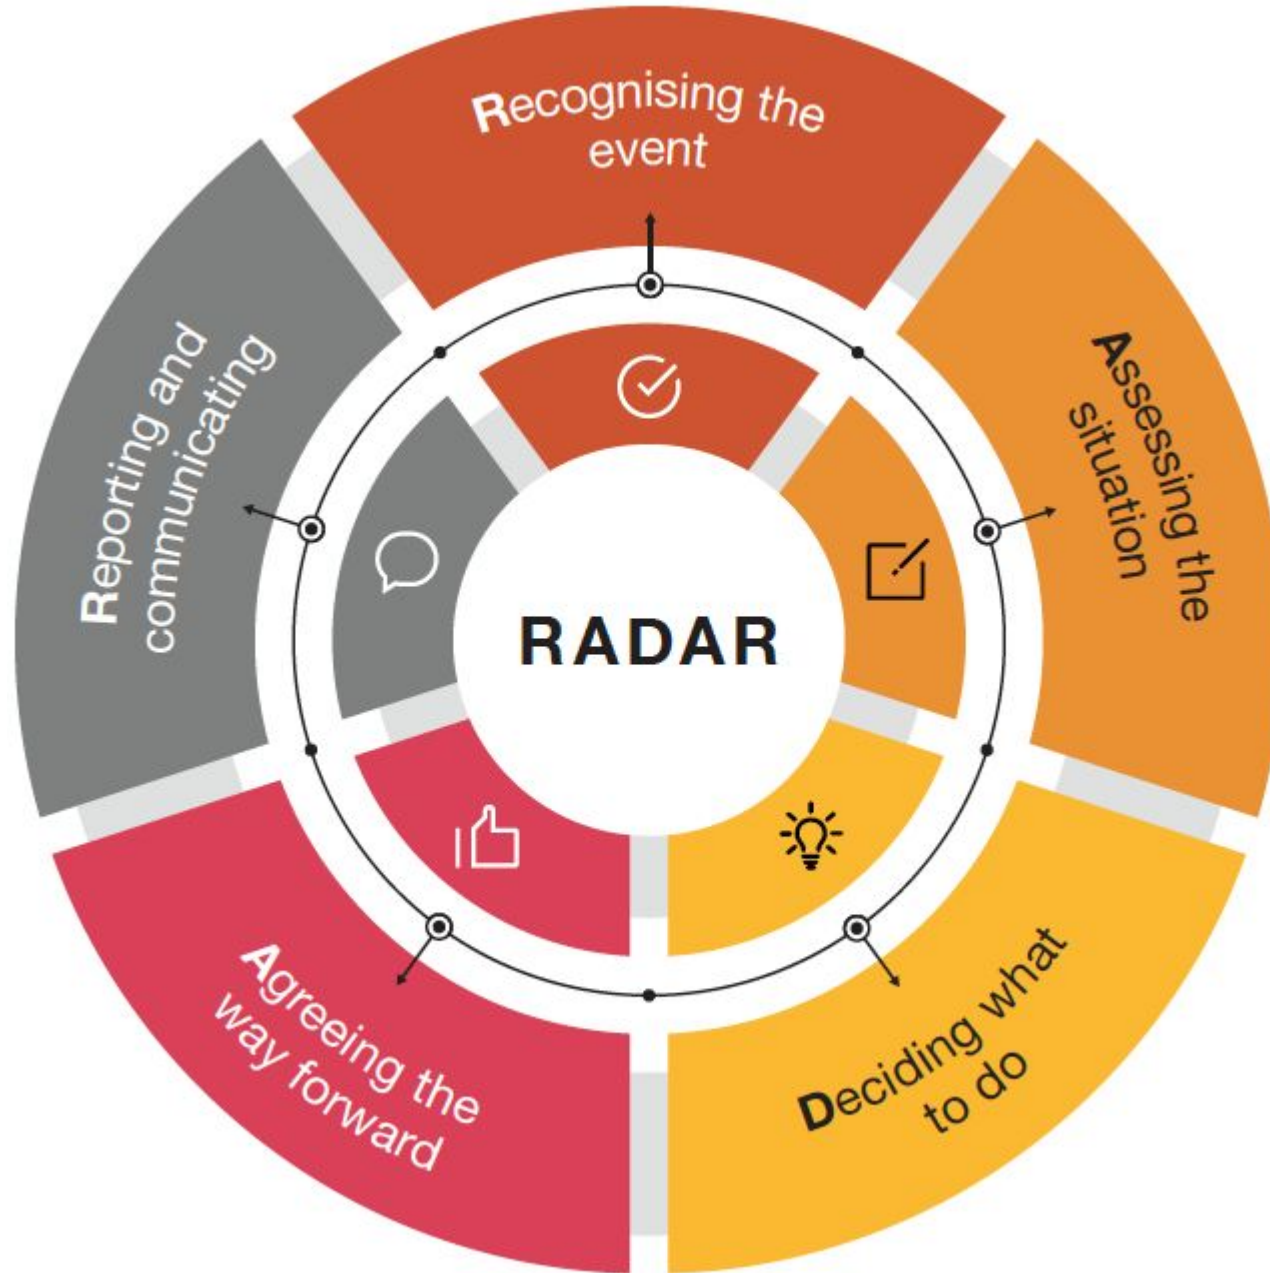 Recognising the
event
Assessing the
situation
Deciding what
to do
Agreeing the
way forward
Reporting and
communicating
RADAR